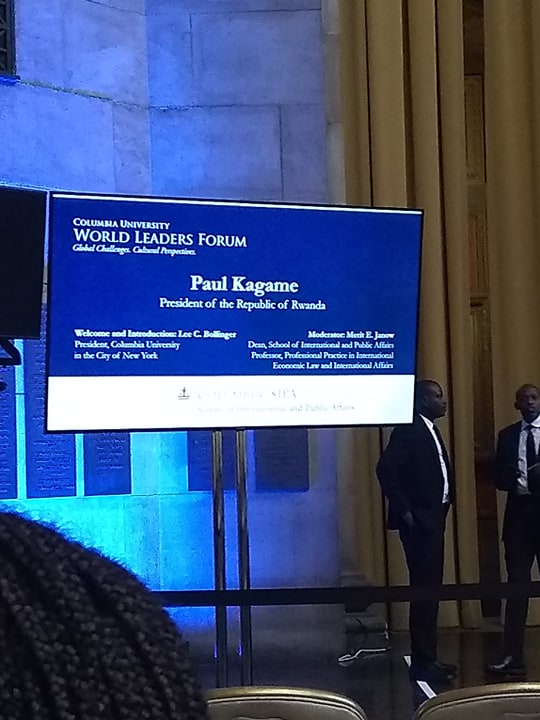 COLUMBIA UNIVERSITY
WORLD LEADERS FORUM
Global Challenges. Cultural Perspectives.
Paul Kagame
President of the Republic of Rwanda
Welcome and Introduction: Lee C. Bollinger
President, Columbia University
in the City of New York
Moderator: Merit E. Janow
Dean, School of International and Public Affairs
Professor, Professional Practice in International
Economic Law and International Affairs
COLUMBIA | SIPA
School of International and Public Affairs